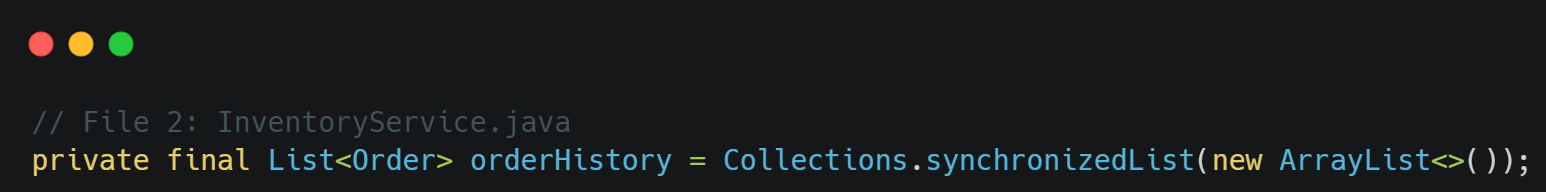 // File 2: InventoryService.java
private final List<Order> orderHistory = Collections.synchronizedList(new ArrayList<>());